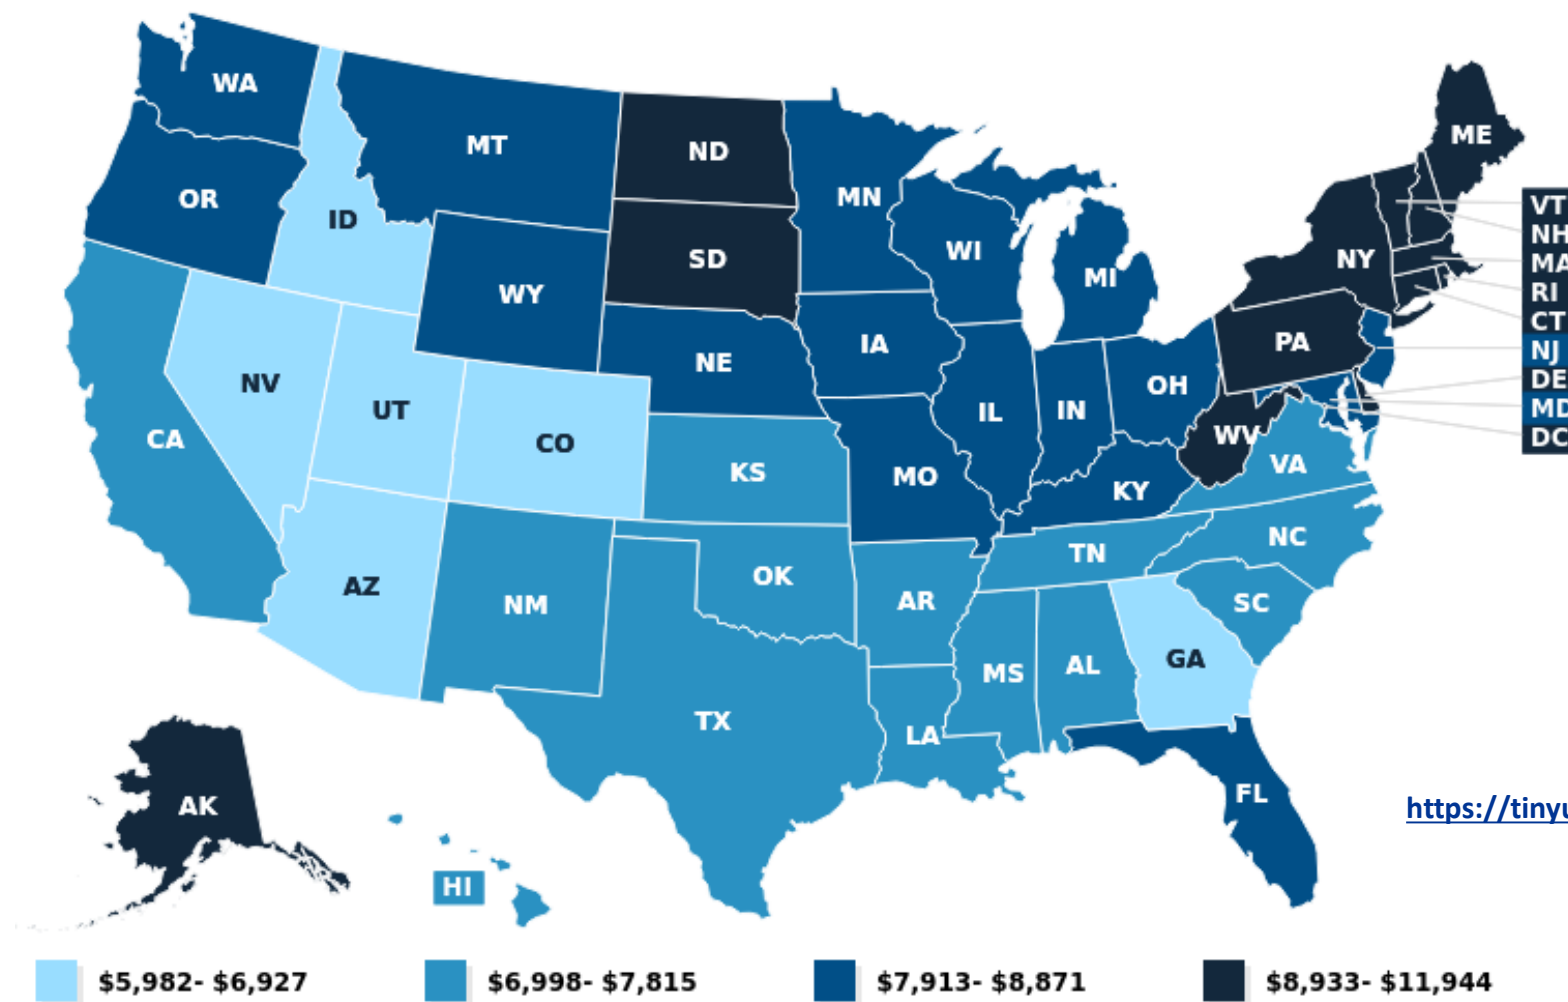 WA
MT
ND
ME
MN
OR
VT
ID
NH
WI
SD
NY
MA
MI
WY
RI
CT
IA
PA
NJ
NE
DE
NV
OH
UT
IL
IN
MD
WV
DC
CA
CO
VA
KS
MO
KY
NC
TN
OK
AZ
NM
AR
SC
GA
MS
AL
TX
LA
FL
AK
https://tinyu
HI
$5,982- $6,927
$6,998- $7,815
$7,913- $8,871
$8,933- $11,944